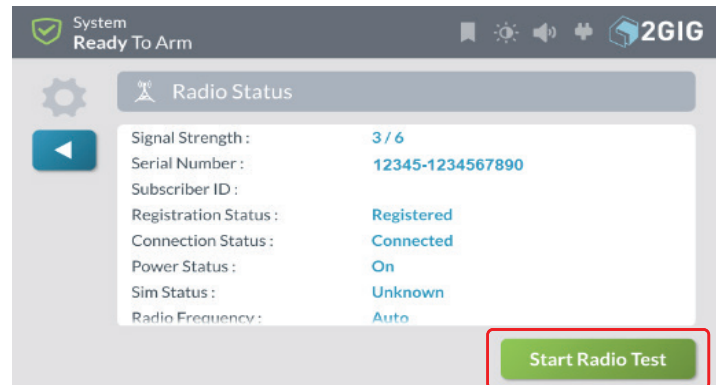 System
Ready To Arm
2GIG
Radio Status
Signal Strength : 3 / 6
Serial Number : 12345-1234567890
Subscriber ID :
Registration Status : Registered
Connection Status : Connected
Power Status : On
Sim Status : Unknown
Radio Frequency : Auto
Start Radio Test